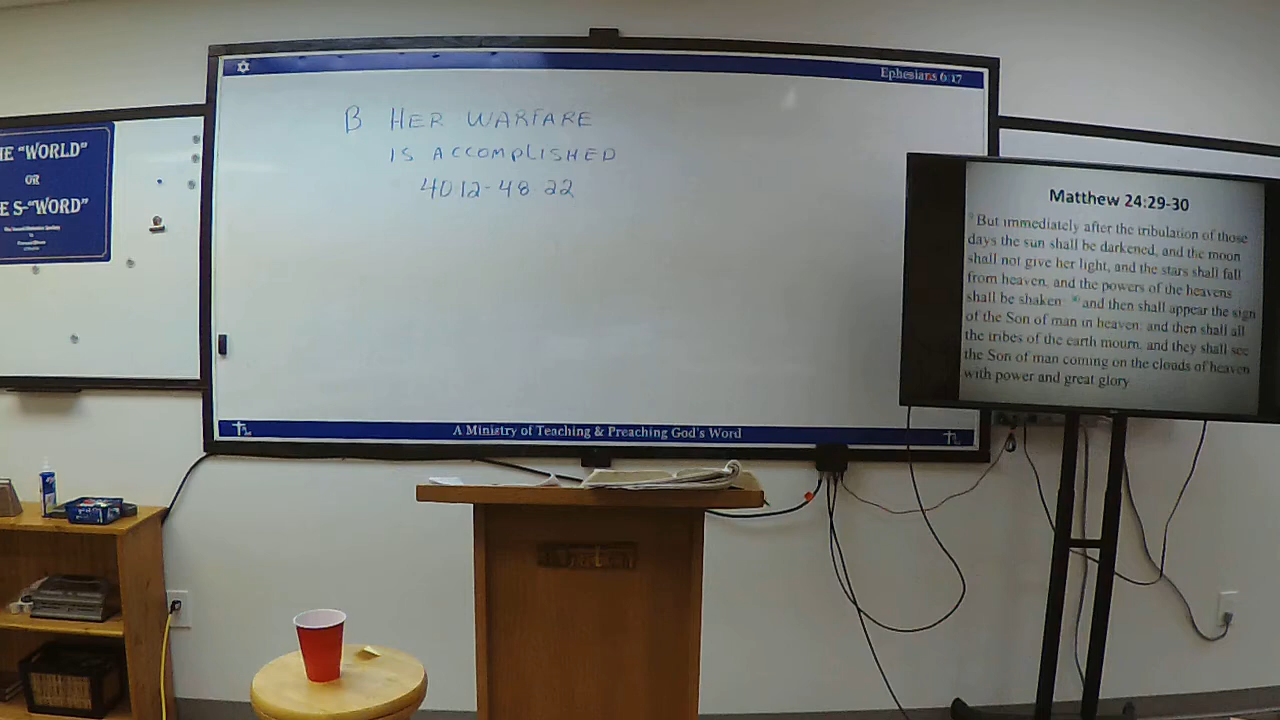 HE "WORLD"
OR
E S-"WORD"
Ephesians 6:17
B HER WARFARE
IS ACCOMPLISHED
40 12-48 22
A Ministry of Teaching & Preaching God's Word
Matthew 24:29-30
But immediately after the tribulation of those
days the sun shall be darkened, and the moon
shall not give her light, and the stars shall fall
from heaven, and the powers of the heavens
shall be shaken: 30 and then shall appear the sign
of the Son of man in heaven: and then shall all
the tribes of the earth mourn, and they shall see
the Son of man coming on the clouds of heaven
with power and great glory